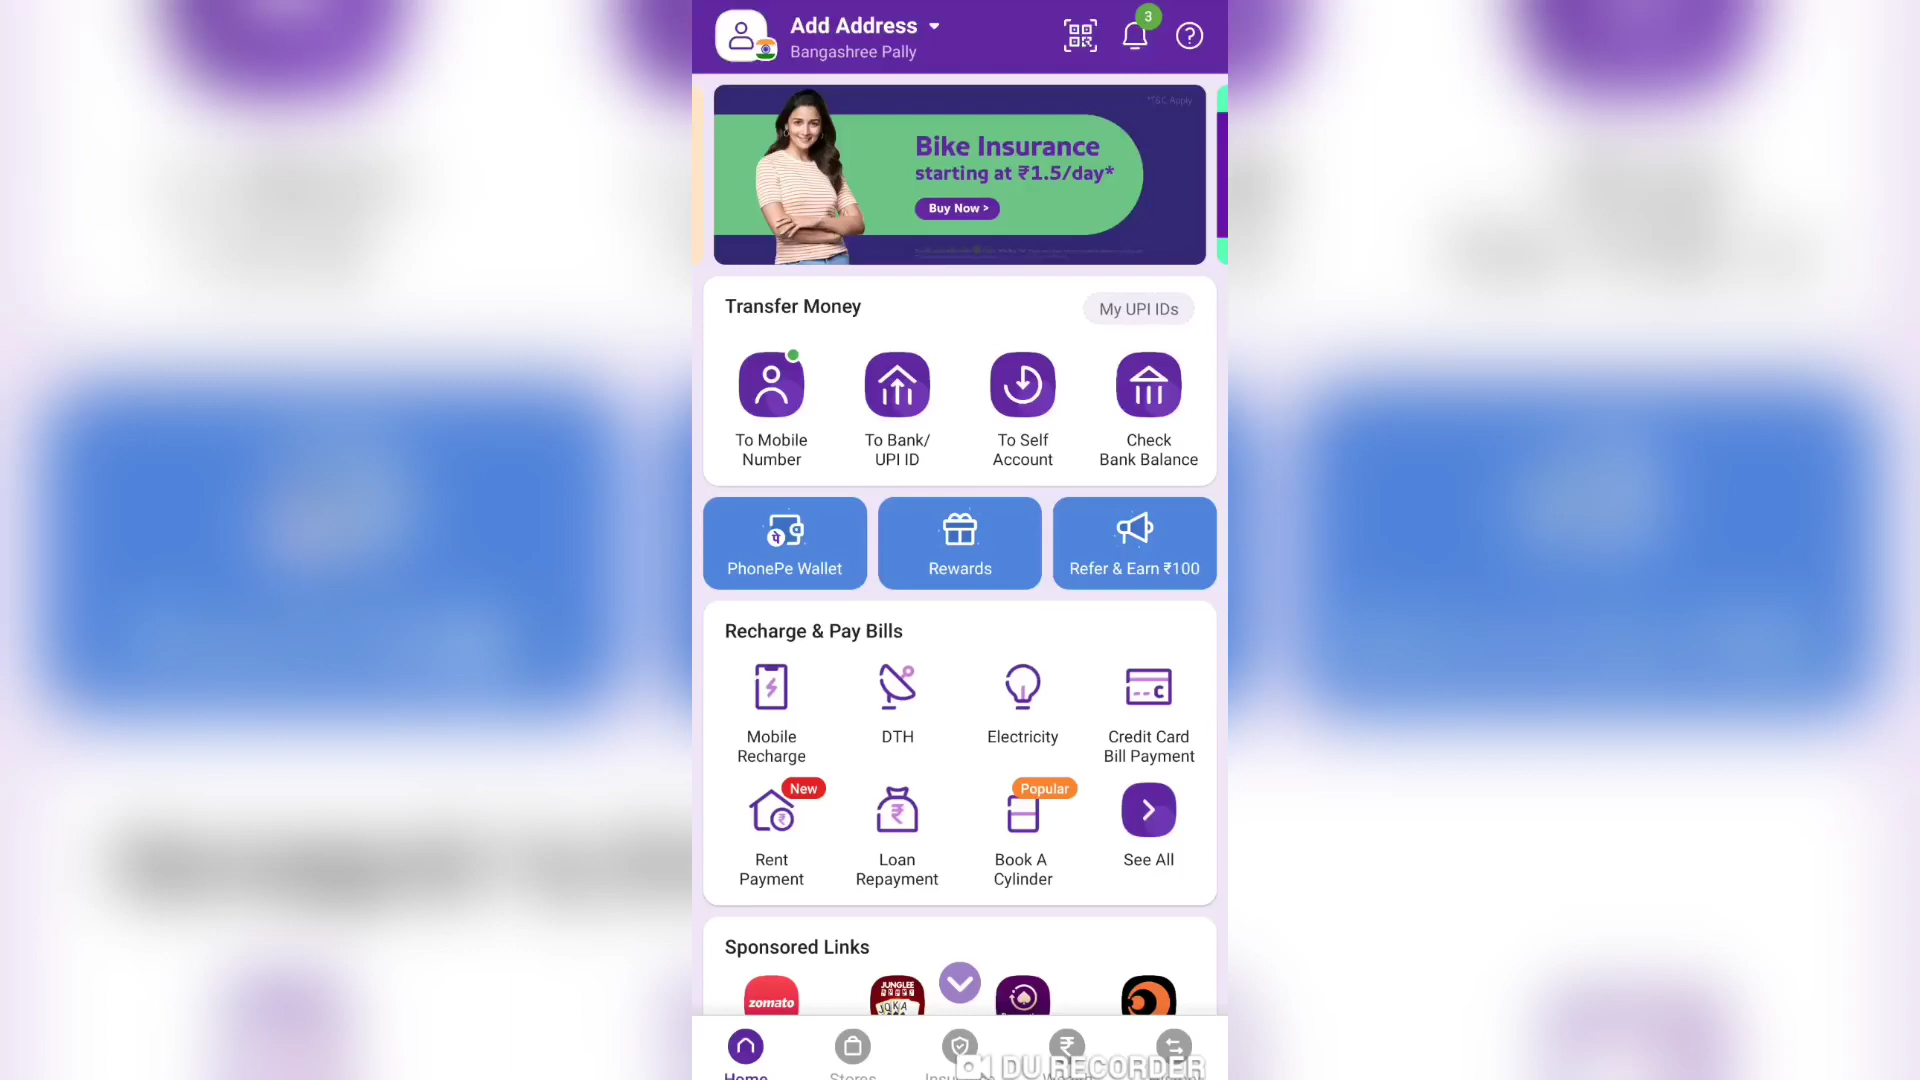 Add Address
Bangashree Pally
3
*T&C Apply
Bike Insurance
starting at ₹1.5/day*
Buy Now >
Transfer Money
My UPI IDs
To Mobile
Number
To Bank/
UPI ID
To Self
Account
Check
Bank Balance
पे
PhonePe Wallet
Rewards
Refer & Earn ₹100
Recharge & Pay Bills
Mobile
Recharge
DTH
Electricity
C
Credit Card
Bill Payment
New
Rent
Payment
Loan
Repayment
Popular
Book A
Cylinder
See All
Sponsored Links
zomato
JUNGLEE
Home
Stores
DU RECORDER